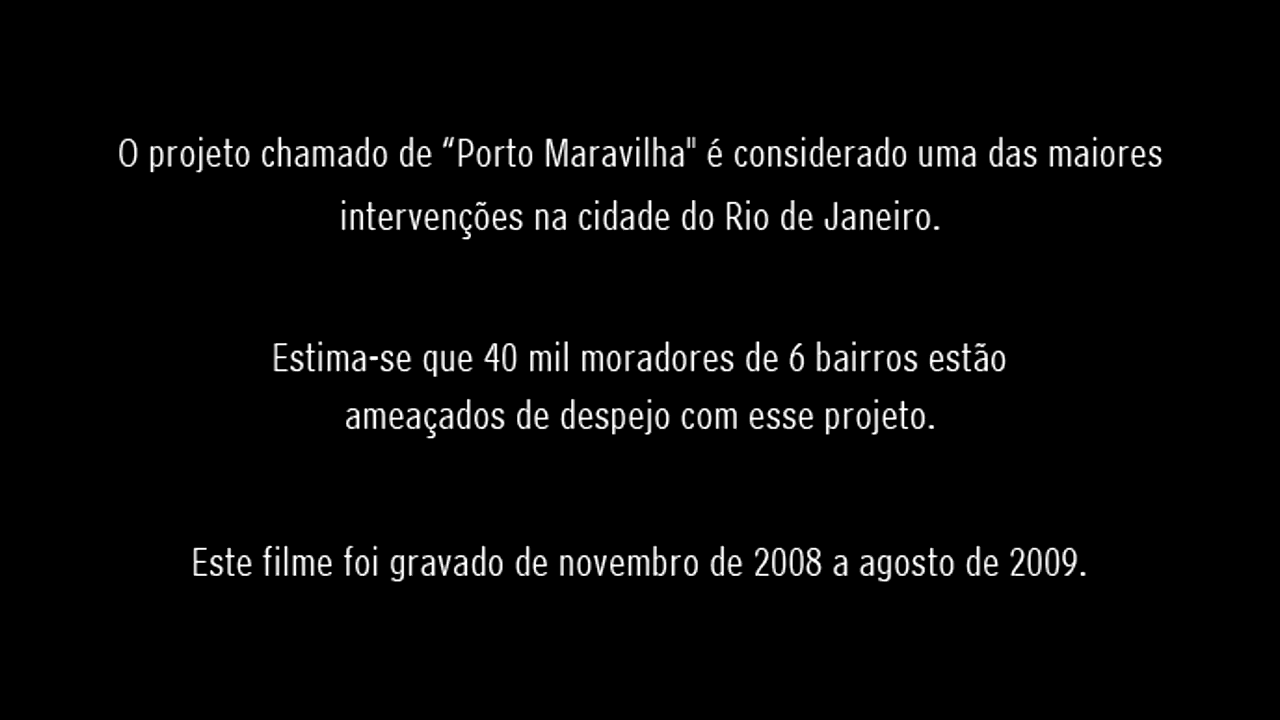 O projeto chamado de “Porto Maravilha" é considerado uma das maiores
intervenções na cidade do Rio de Janeiro.
Estima-se que 40 mil moradores de 6 bairros estão
ameaçados de despejo com esse projeto.
Este filme foi gravado de novembro de 2008 a agosto de 2009.